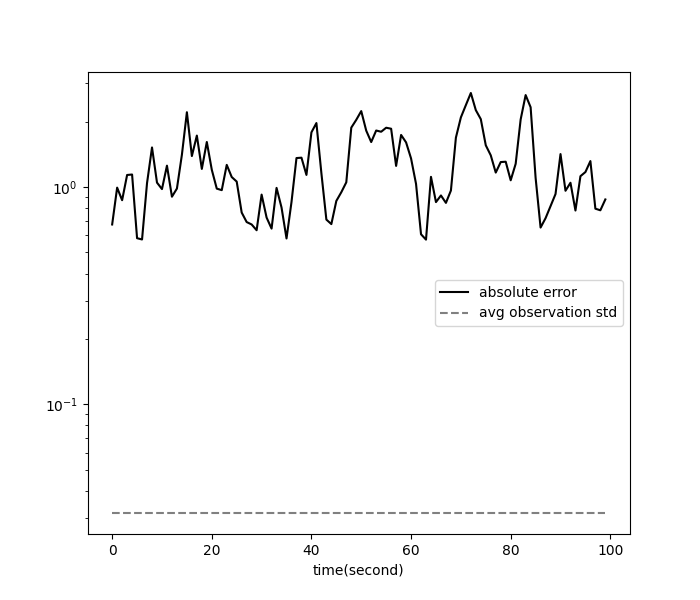 10⁰
absolute error
avg observation std
10⁻¹
0 20 40 60 80 100
time(second)